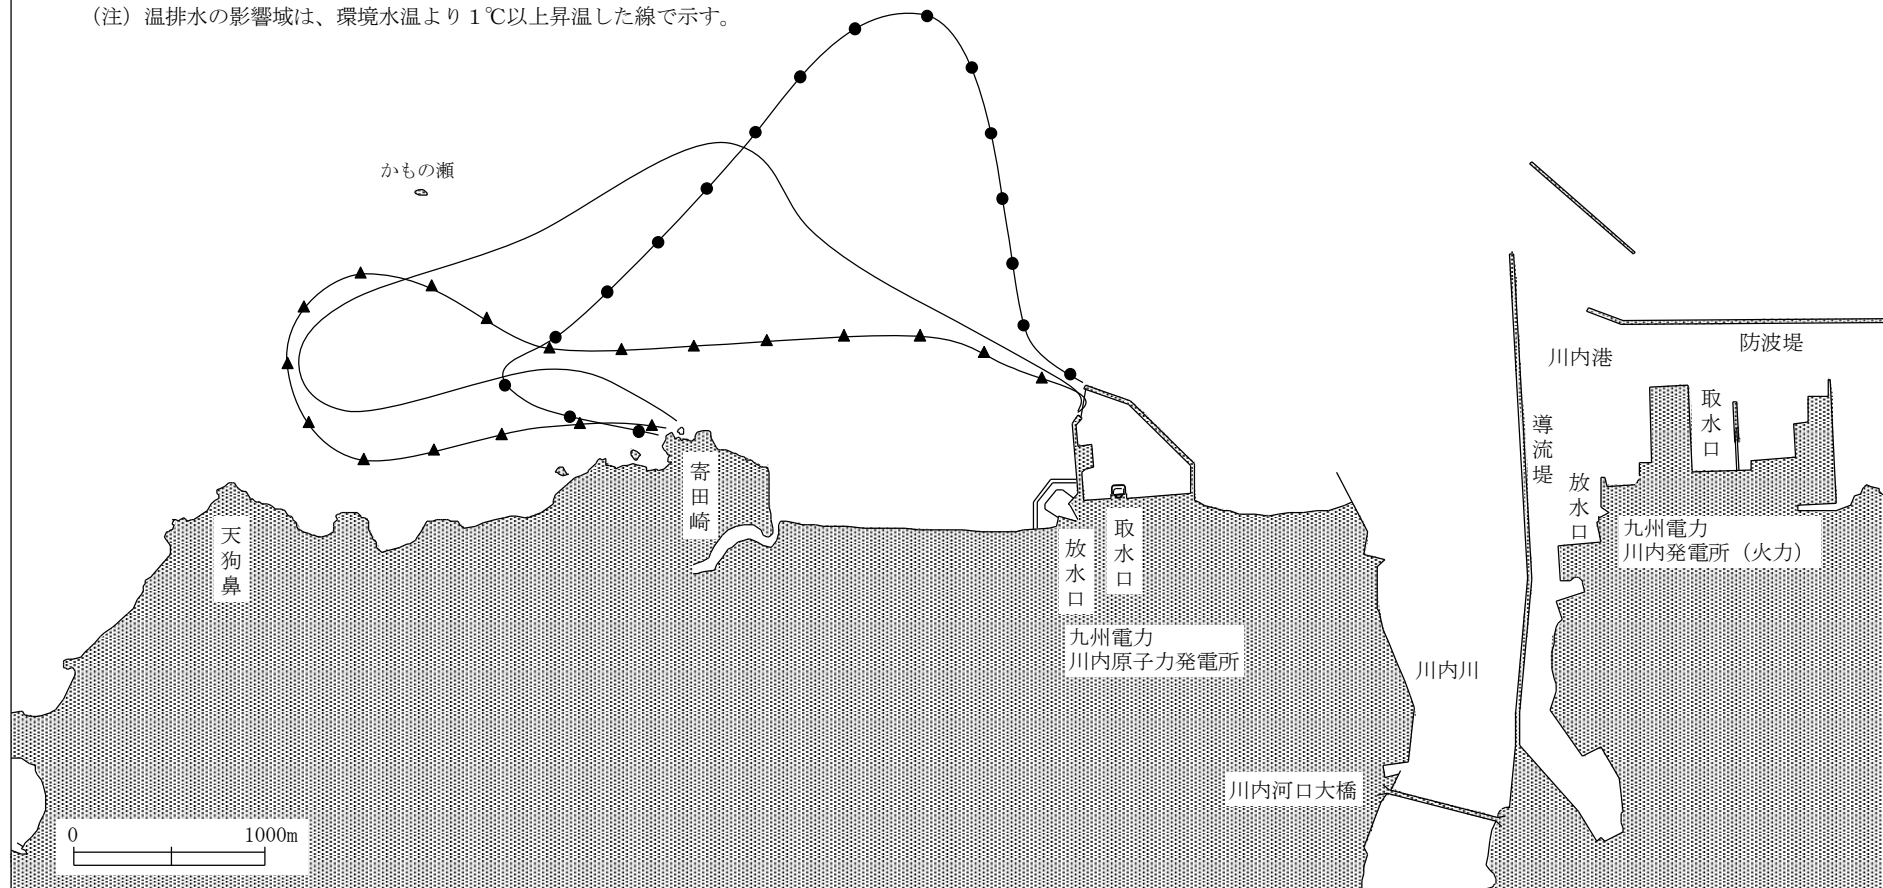 (注)温排水の影響域は、環境水温より1℃以上昇温した線で示す。
かもの瀬
防波堤
川内港
取水口
導流堤
放水口
寄田崎
天狗鼻
取水口
放水口
九州電力
川内発電所(火力)
九州電力
川内原子力発電所
川内川
川内河口大橋
0 1000m